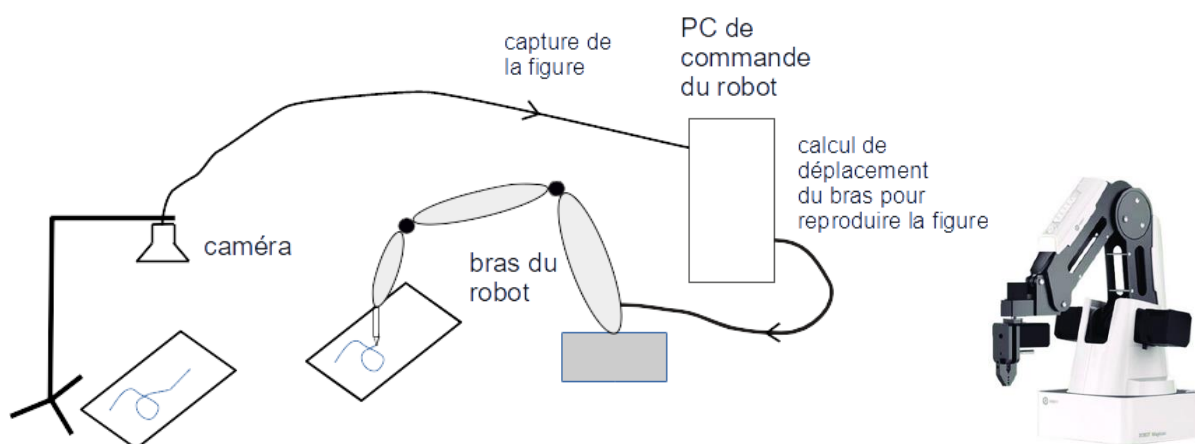 capture de
la figure
PC de
commande
du robot
calcul de
déplacement
du bras pour
reproduire la figure
caméra
bras du
robot